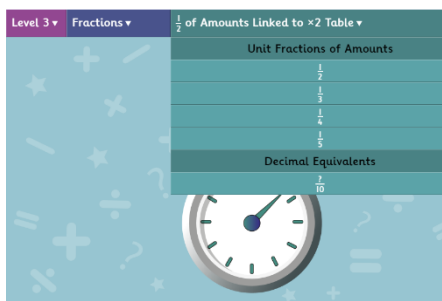 Level 3 ▾ Fractions ▾ 1/2 of Amounts Linked to ×2 Table ▾
Unit Fractions of Amounts
1/2
1/3
1/4
1/5
Decimal Equivalents
?/10